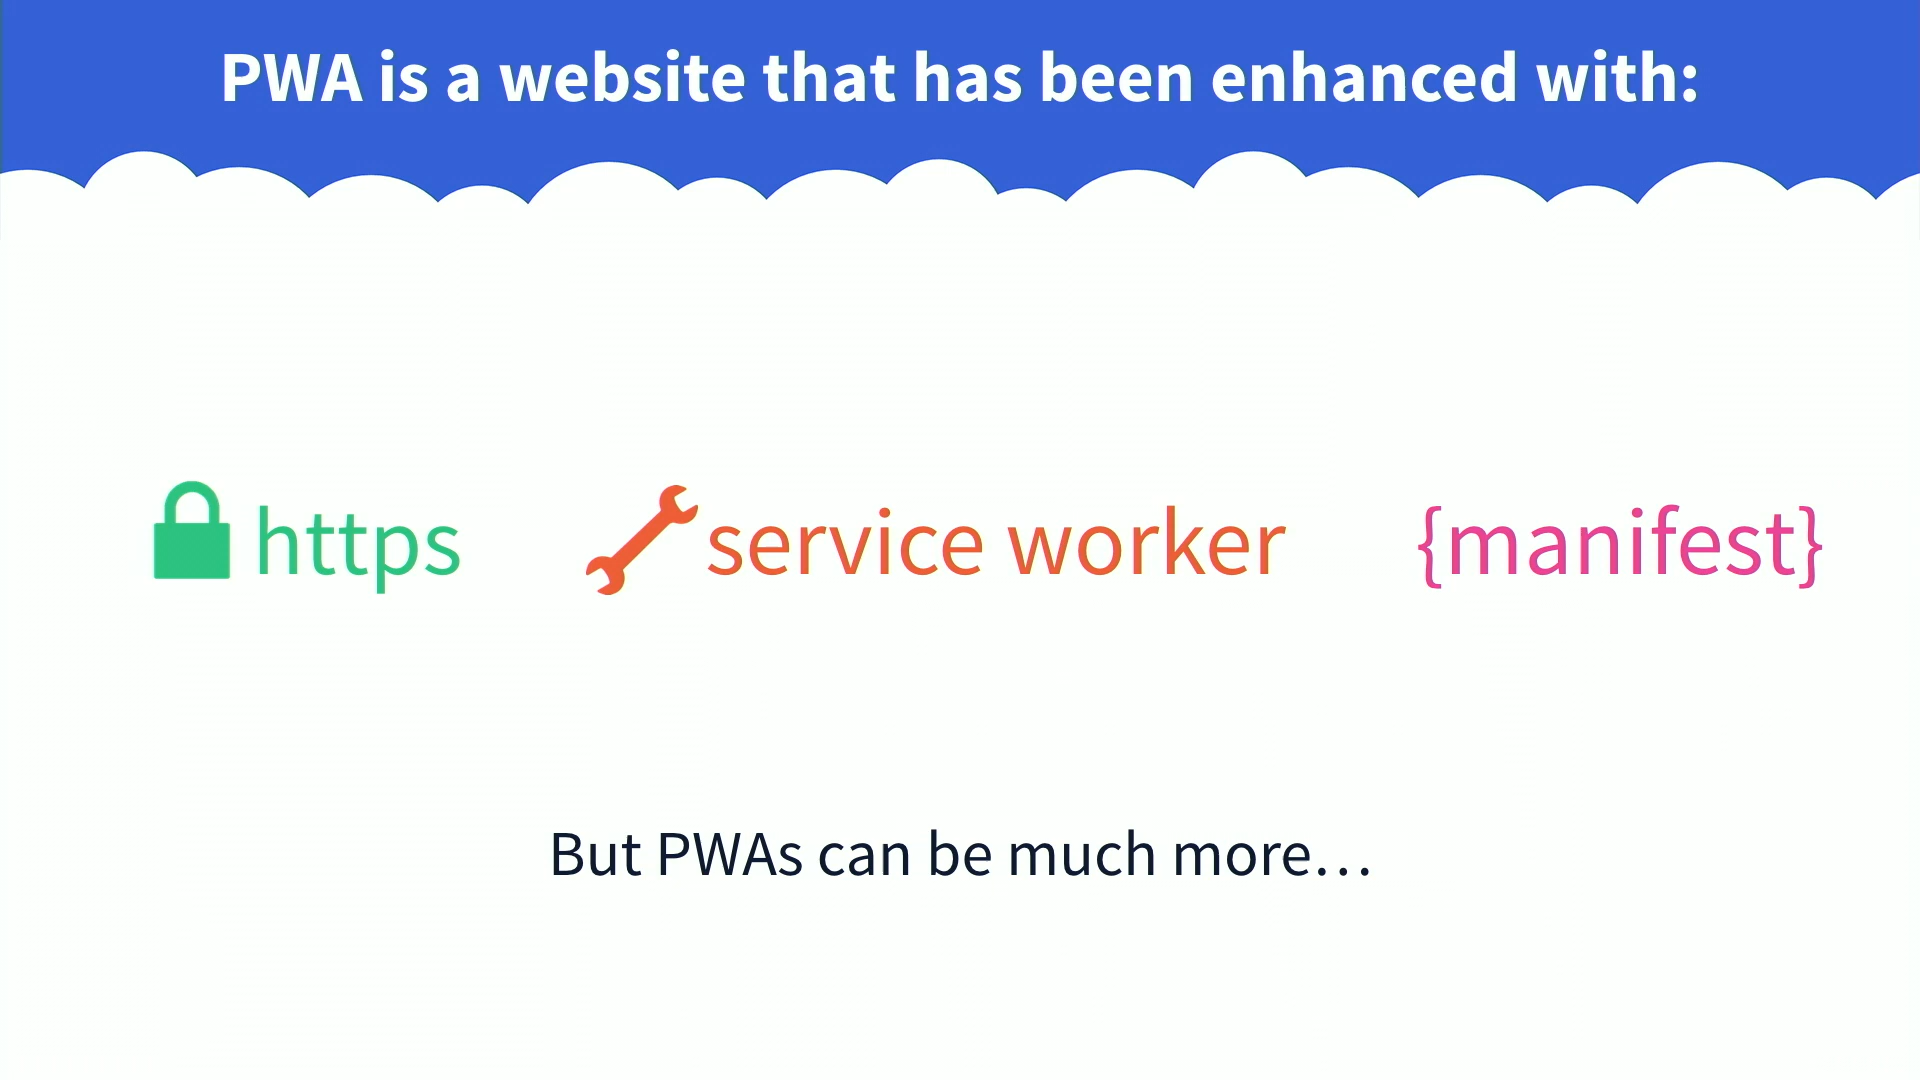 PWA is a website that has been enhanced with:
https service worker {manifest}
But PWAs can be much more…